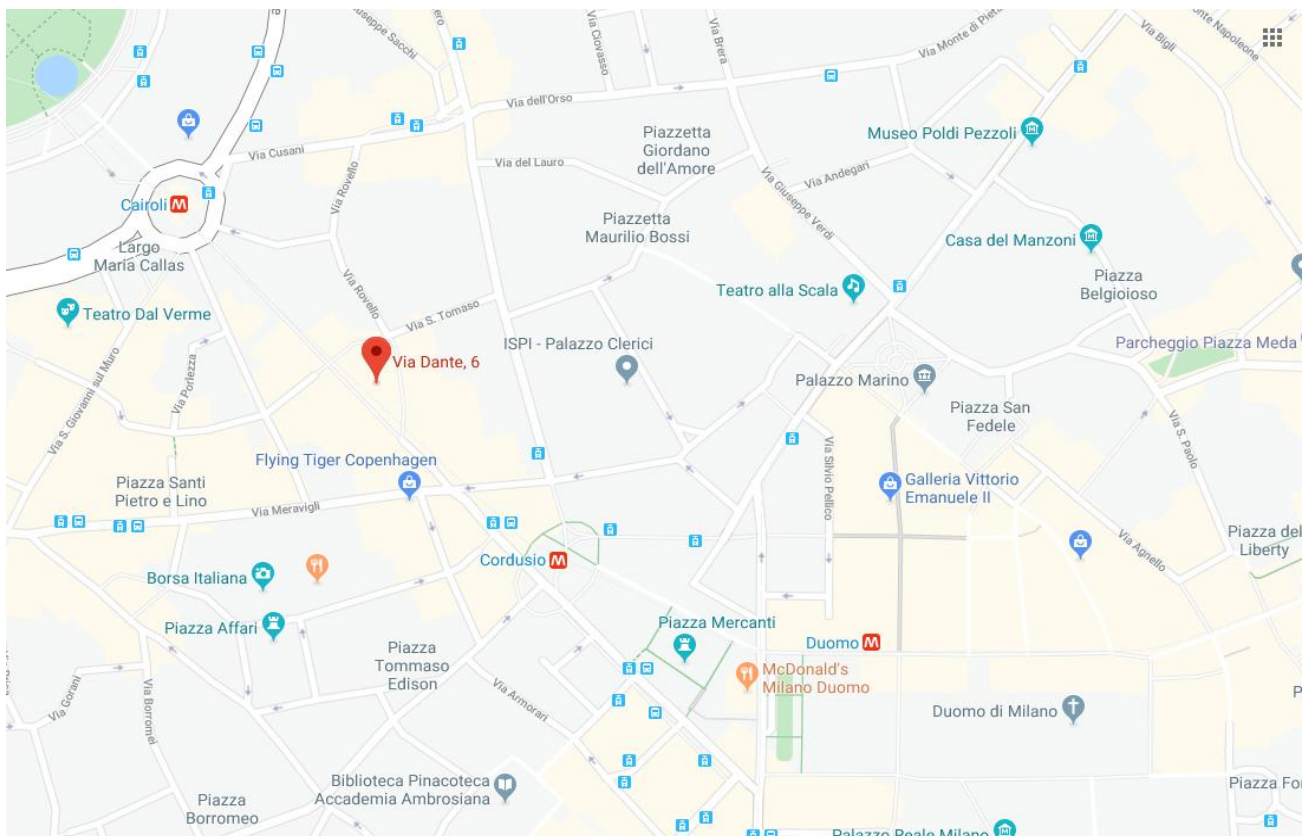 Giuseppe Sacchi
Via Ciovasso
Via Brera
Via Monte di Pietà
Via Bigli
Monte Napoleone
Via dell'Orso
Via Cusani
Via Rovello
Via del Lauro
Piazzetta
Giordano
dell'Amore
Museo Poldi Pezzoli
Via Andegari
Via Giuseppe Verdi
Cairoli M
Largo
Maria Callas
Piazzetta
Maurilio Bossi
Casa del Manzoni
Piazza
Belgioioso
Teatro alla Scala
Teatro Dal Verme
Via Rovello
Via S. Tomaso
ISPI - Palazzo Clerici
Parcheggio Piazza Meda
Via Dante, 6
Via Porlezza
Via S. Giovanni sul Muro
Palazzo Marino
Piazza San
Fedele
Via S. Paolo
Flying Tiger Copenhagen
Via Silvio Pellico
Galleria Vittorio
Emanuele II
Piazza Santi
Pietro e Lino
Via Meravigli
Via Agnello
Piazza del
Liberty
Cordusio M
Borsa Italiana
Piazza Affari
Piazza Mercanti
Duomo M
Piazza
Tommaso
Edison
McDonald's
Milano Duomo
Via Gorani
Via Borromei
Via Armorari
Duomo di Milano
Biblioteca Pinacoteca
Accademia Ambrosiana
Piazza
Borromeo
Piazza Fo
Palazzo Reale Milano